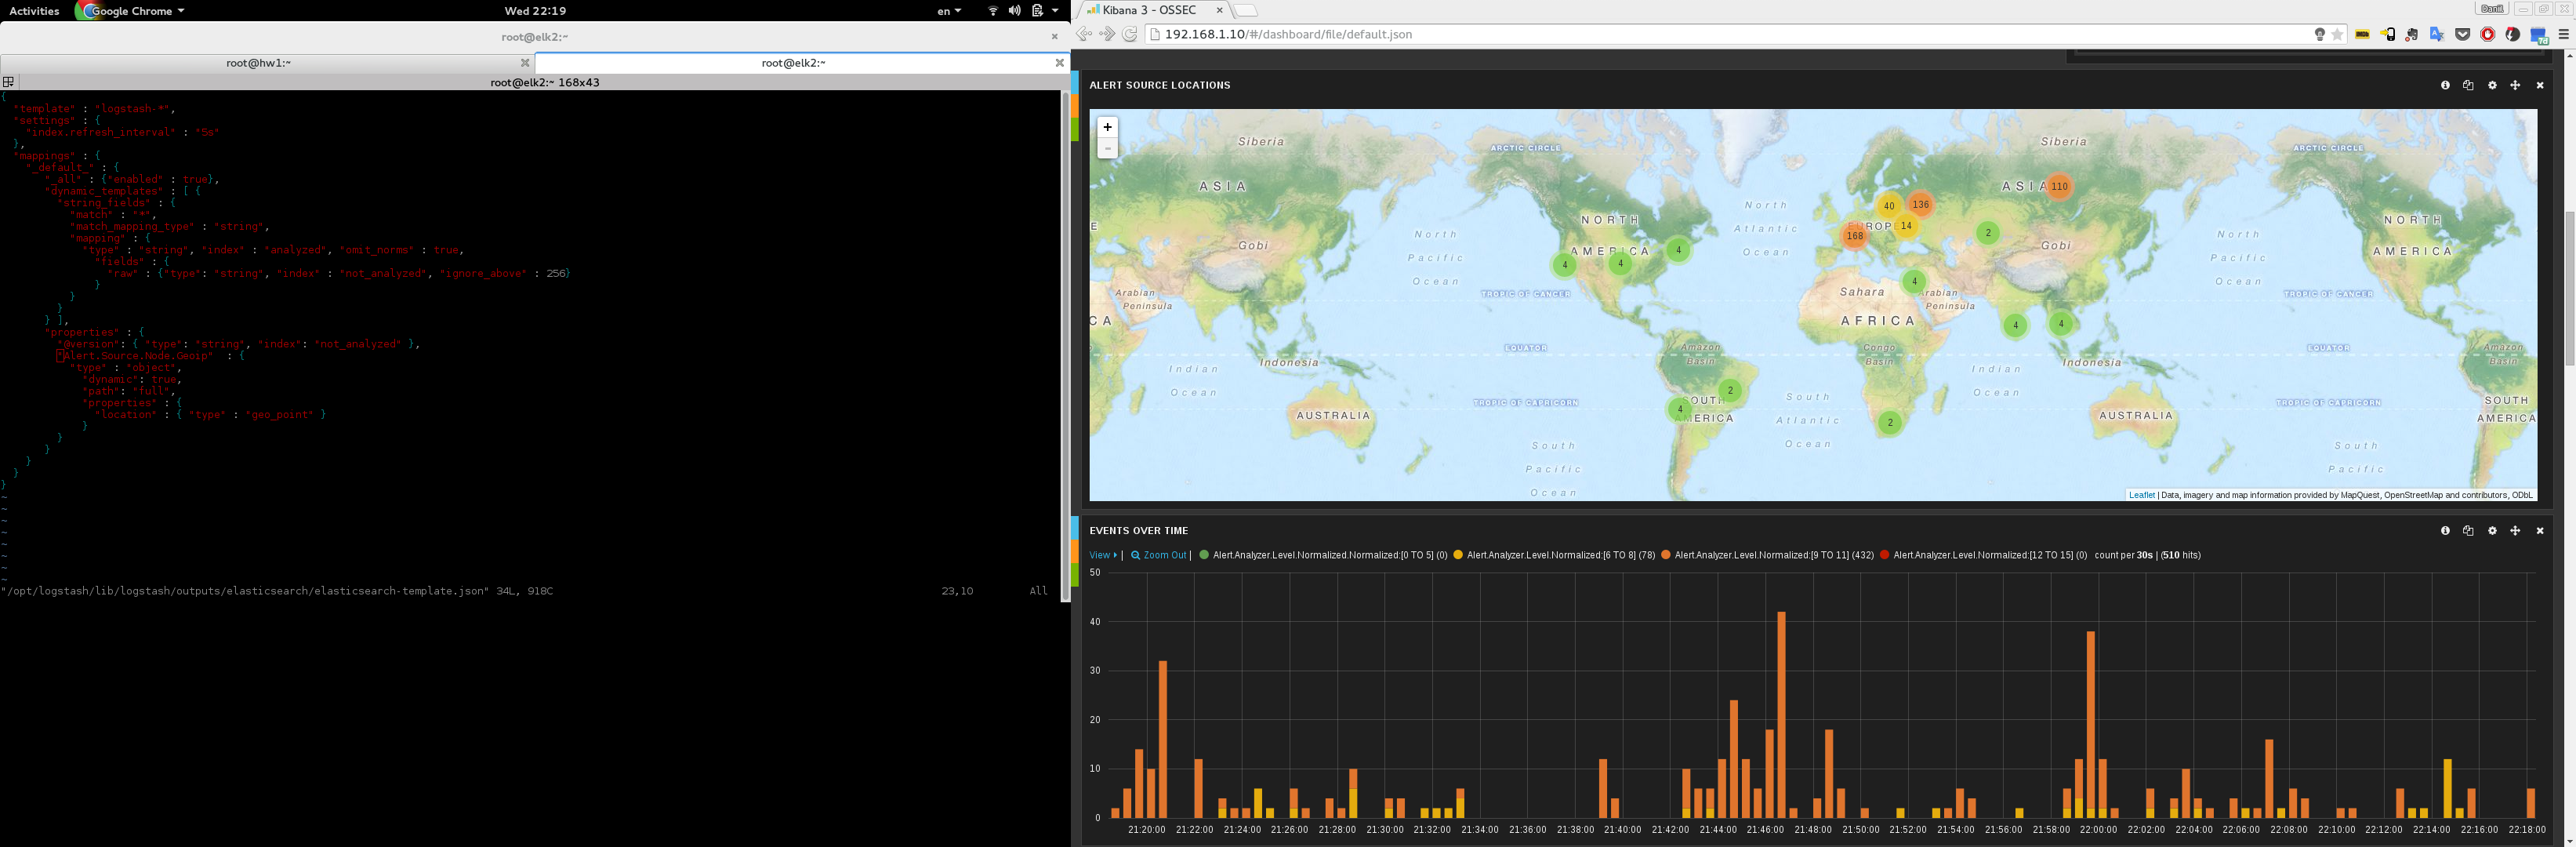 Activities Google Chrome Wed 22:19 en
root@elk2:~
root@hw1:~ root@elk2:~
root@elk2:~ 168x43
{
"template" : "logstash-*",
"settings" : {
"index.refresh_interval" : "5s"
},
"mappings" : {
"_default_" : {
"_all" : {"enabled" : true},
"dynamic_templates" : [ {
"string_fields" : {
"match" : "*",
"match_mapping_type" : "string",
"mapping" : {
"type" : "string", "index" : "analyzed", "omit_norms" : true,
"fields" : {
"raw" : {"type": "string", "index" : "not_analyzed", "ignore_above" : 256}
}
}
}
} ],
"properties" : {
"@version": { "type": "string", "index": "not_analyzed" },
"Alert.Source.Node.Geoip" : {
"type" : "object",
"dynamic": true,
"path": "full",
"properties" : {
"location" : { "type" : "geo_point" }
}
}
}
}
}
}
~
~
~
~
~
~
~
~
"/opt/logstash/lib/logstash/outputs/elasticsearch/elasticsearch-template.json" 34L, 918C 23,10 All
Kibana 3 - OSSEC
Danil
192.168.1.10/#/dashboard/file/default.json
7d
ALERT SOURCE LOCATIONS
+
-
Siberia ARCTIC CIRCLE Siberia ARCTIC CIRCLE
ASIA ASIA 110
North 40 136
NORTH NORTH
E Gobi North AMERICA 4 Atlantic 168 EUROPE 14 2 Gobi North AMERICA
Pacific 4 4 Ocean Pacific
Ocean Ocean
Arabian Peninsula TROPIC OF CANCER Sahara 4 Arabian Peninsula TROPIC OF CANCER
CA AFRICA 4 4
Indonesia EQUATOR Amazon Basin Congo Basin Indonesia EQUATOR Amazon Basin
Indian Ocean 2 Indian Ocean
AUSTRALIA TROPIC OF CAPRICORN 4 SOUTH AMERICA South Atlantic Ocean 2 AUSTRALIA TROPIC OF CAPRICORN SOUTH AMERICA
South Pacific Ocean South Pacific Ocean
Leaflet | Data, imagery and map information provided by MapQuest, OpenStreetMap and contributors, ODbL
EVENTS OVER TIME
View | Zoom Out | Alert.Analyzer.Level.Normalized.Normalized:[0 TO 5] (0) Alert.Analyzer.Level.Normalized:[6 TO 8] (78) Alert.Analyzer.Level.Normalized:[9 TO 11] (432) Alert.Analyzer.Level.Normalized:[12 TO 15] (0) count per 30s | (510 hits)
50
40
30
20
10
0
21:20:00 21:22:00 21:24:00 21:26:00 21:28:00 21:30:00 21:32:00 21:34:00 21:36:00 21:38:00 21:40:00 21:42:00 21:44:00 21:46:00 21:48:00 21:50:00 21:52:00 21:54:00 21:56:00 21:58:00 22:00:00 22:02:00 22:04:00 22:06:00 22:08:00 22:10:00 22:12:00 22:14:00 22:16:00 22:18:00